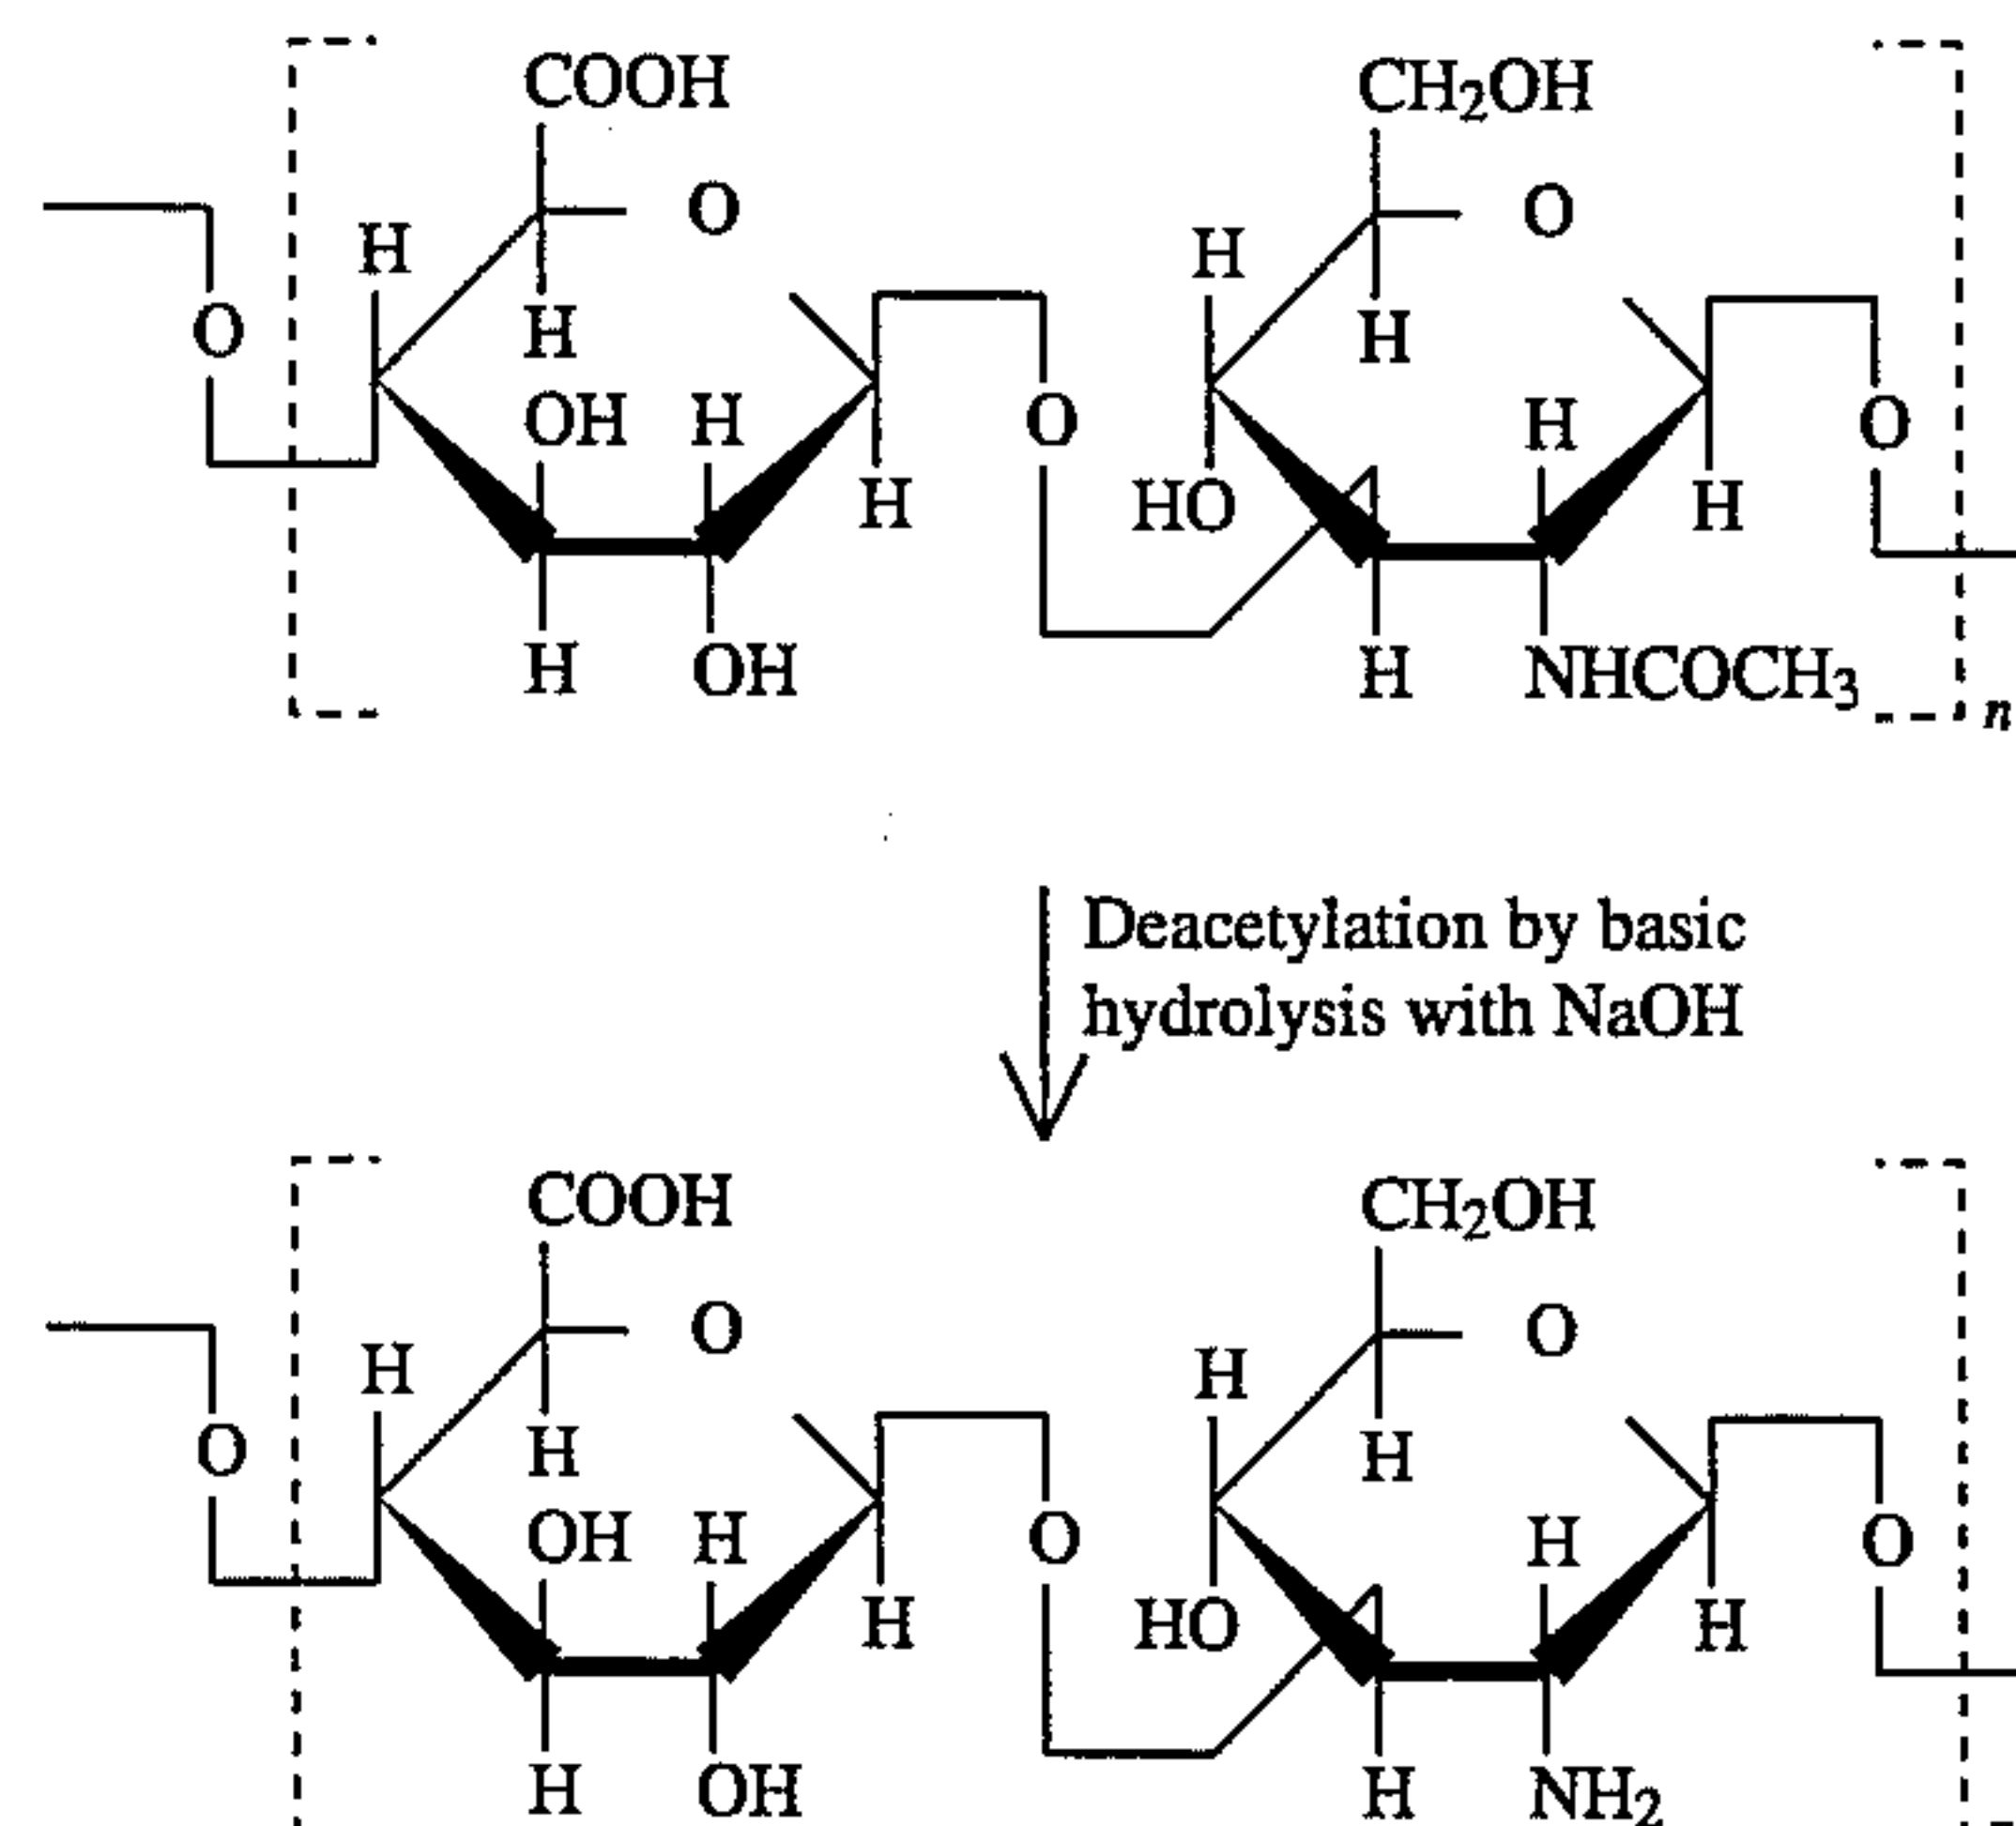 COOH CH₂OH
O O
H H
O H H
OH H O H O
H HO H
H OH H NHCOCH₃
n
Deacetylation by basic
hydrolysis with NaOH
COOH CH₂OH
O O
H H
O H H
OH H O H O
H HO H
H OH H NH₂